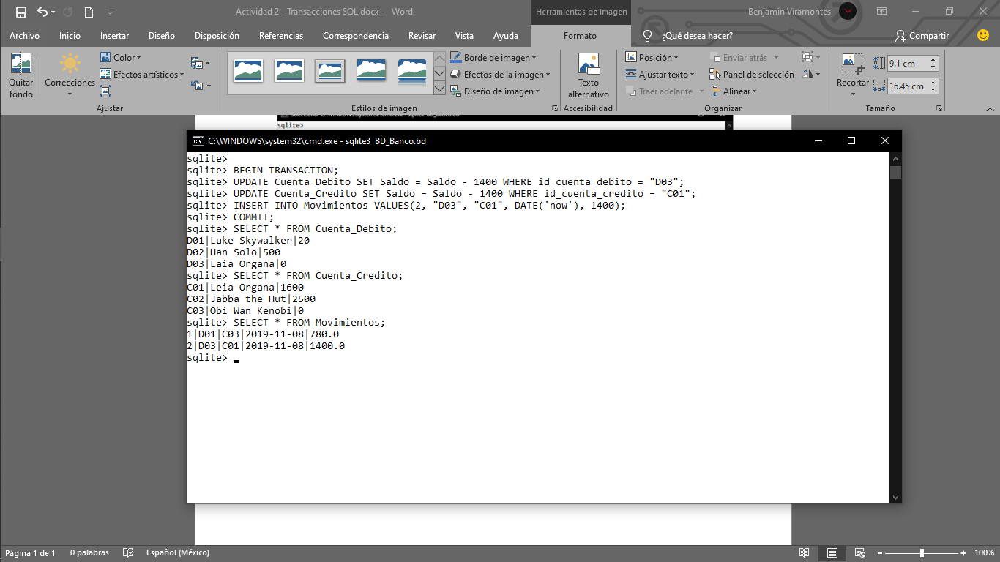 Actividad 2 - Transacciones SQL.docx - Word
Herramientas de imagen
Benjamin Viramontes
Archivo Inicio Insertar Diseño Disposición Referencias Correspondencia Revisar Vista Ayuda Formato ¿Qué desea hacer? Compartir
Quitar fondo
Correcciones
Color
Efectos artísticos
Ajustar
Estilos de imagen
Borde de imagen
Efectos de la imagen
Diseño de imagen
Texto alternativo
Accesibilidad
Posición
Ajustar texto
Traer adelante
Enviar atrás
Panel de selección
Alinear
Organizar
Recortar
9.1 cm
16.45 cm
Tamaño
sqlite>
C:\WINDOWS\system32\cmd.exe - sqlite3 BD_Banco.bd
sqlite>
sqlite> BEGIN TRANSACTION;
sqlite> UPDATE Cuenta_Debito SET Saldo = Saldo - 1400 WHERE id_cuenta_debito = "D03";
sqlite> UPDATE Cuenta_Credito SET Saldo = Saldo - 1400 WHERE id_cuenta_credito = "C01";
sqlite> INSERT INTO Movimientos VALUES(2, "D03", "C01", DATE('now'), 1400);
sqlite> COMMIT;
sqlite> SELECT * FROM Cuenta_Debito;
D01|Luke Skywalker|20
D02|Han Solo|500
D03|Laia Organa|0
sqlite> SELECT * FROM Cuenta_Credito;
C01|Leia Organa|1600
C02|Jabba the Hut|2500
C03|Obi Wan Kenobi|0
sqlite> SELECT * FROM Movimientos;
1|D01|C03|2019-11-08|780.0
2|D03|C01|2019-11-08|1400.0
sqlite>
Página 1 de 1 0 palabras Español (México) 100%